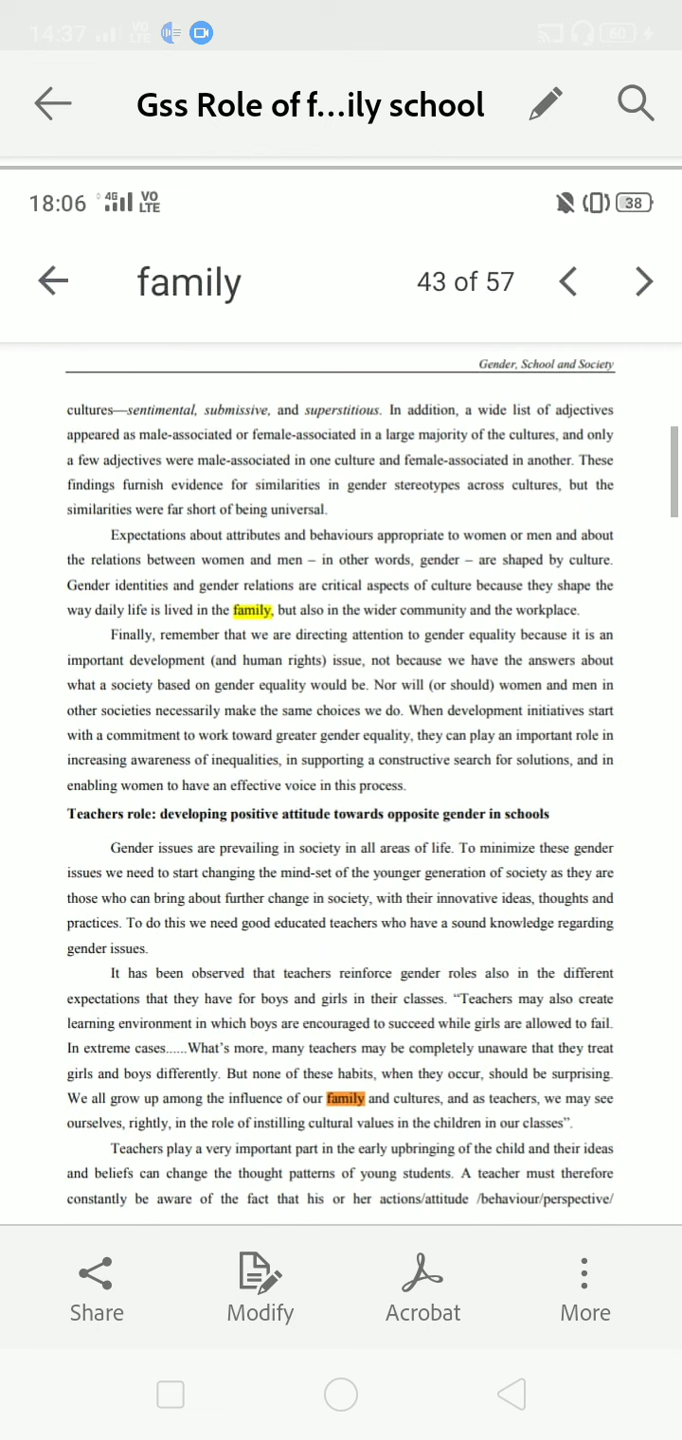 14:37 VO LTE 60
Gss Role of f...ily school
18:06 4G VO LTE 38
family 43 of 57
Gender, School and Society
cultures—sentimental, submissive, and superstitious. In addition, a wide list of adjectives
appeared as male-associated or female-associated in a large majority of the cultures, and only
a few adjectives were male-associated in one culture and female-associated in another. These
findings furnish evidence for similarities in gender stereotypes across cultures, but the
similarities were far short of being universal.
Expectations about attributes and behaviours appropriate to women or men and about
the relations between women and men – in other words, gender – are shaped by culture.
Gender identities and gender relations are critical aspects of culture because they shape the
way daily life is lived in the family, but also in the wider community and the workplace.
Finally, remember that we are directing attention to gender equality because it is an
important development (and human rights) issue, not because we have the answers about
what a society based on gender equality would be. Nor will (or should) women and men in
other societies necessarily make the same choices we do. When development initiatives start
with a commitment to work toward greater gender equality, they can play an important role in
increasing awareness of inequalities, in supporting a constructive search for solutions, and in
enabling women to have an effective voice in this process.
Teachers role: developing positive attitude towards opposite gender in schools
Gender issues are prevailing in society in all areas of life. To minimize these gender
issues we need to start changing the mind-set of the younger generation of society as they are
those who can bring about further change in society, with their innovative ideas, thoughts and
practices. To do this we need good educated teachers who have a sound knowledge regarding
gender issues.
It has been observed that teachers reinforce gender roles also in the different
expectations that they have for boys and girls in their classes. “Teachers may also create
learning environment in which boys are encouraged to succeed while girls are allowed to fail.
In extreme cases......What’s more, many teachers may be completely unaware that they treat
girls and boys differently. But none of these habits, when they occur, should be surprising.
We all grow up among the influence of our family and cultures, and as teachers, we may see
ourselves, rightly, in the role of instilling cultural values in the children in our classes”.
Teachers play a very important part in the early upbringing of the child and their ideas
and beliefs can change the thought patterns of young students. A teacher must therefore
constantly be aware of the fact that his or her actions/attitude /behaviour/perspective/
Share Modify Acrobat More